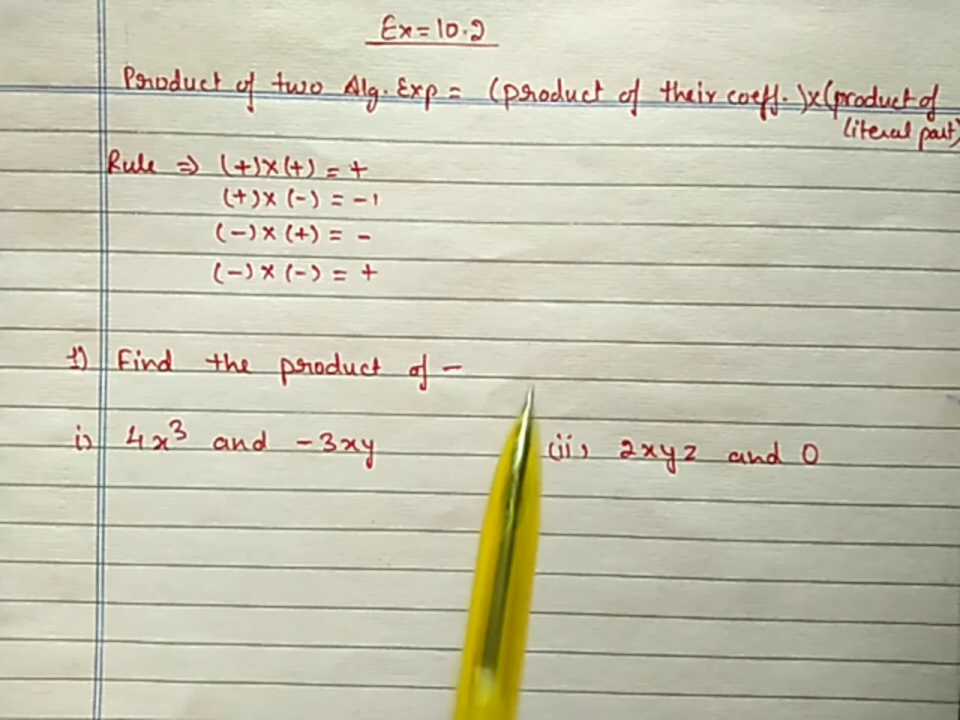 Ex = 10.2
Product of two Alg. Exp = (product of their coeff.) x (product of
literal part)
Rule ⇒ (+) x (+) = +
(+) x (-) = -1
(-) x (+) = -
(-) x (-) = +
1) Find the product of -
i) 4x³ and -3xy (ii) 2xyz and 0